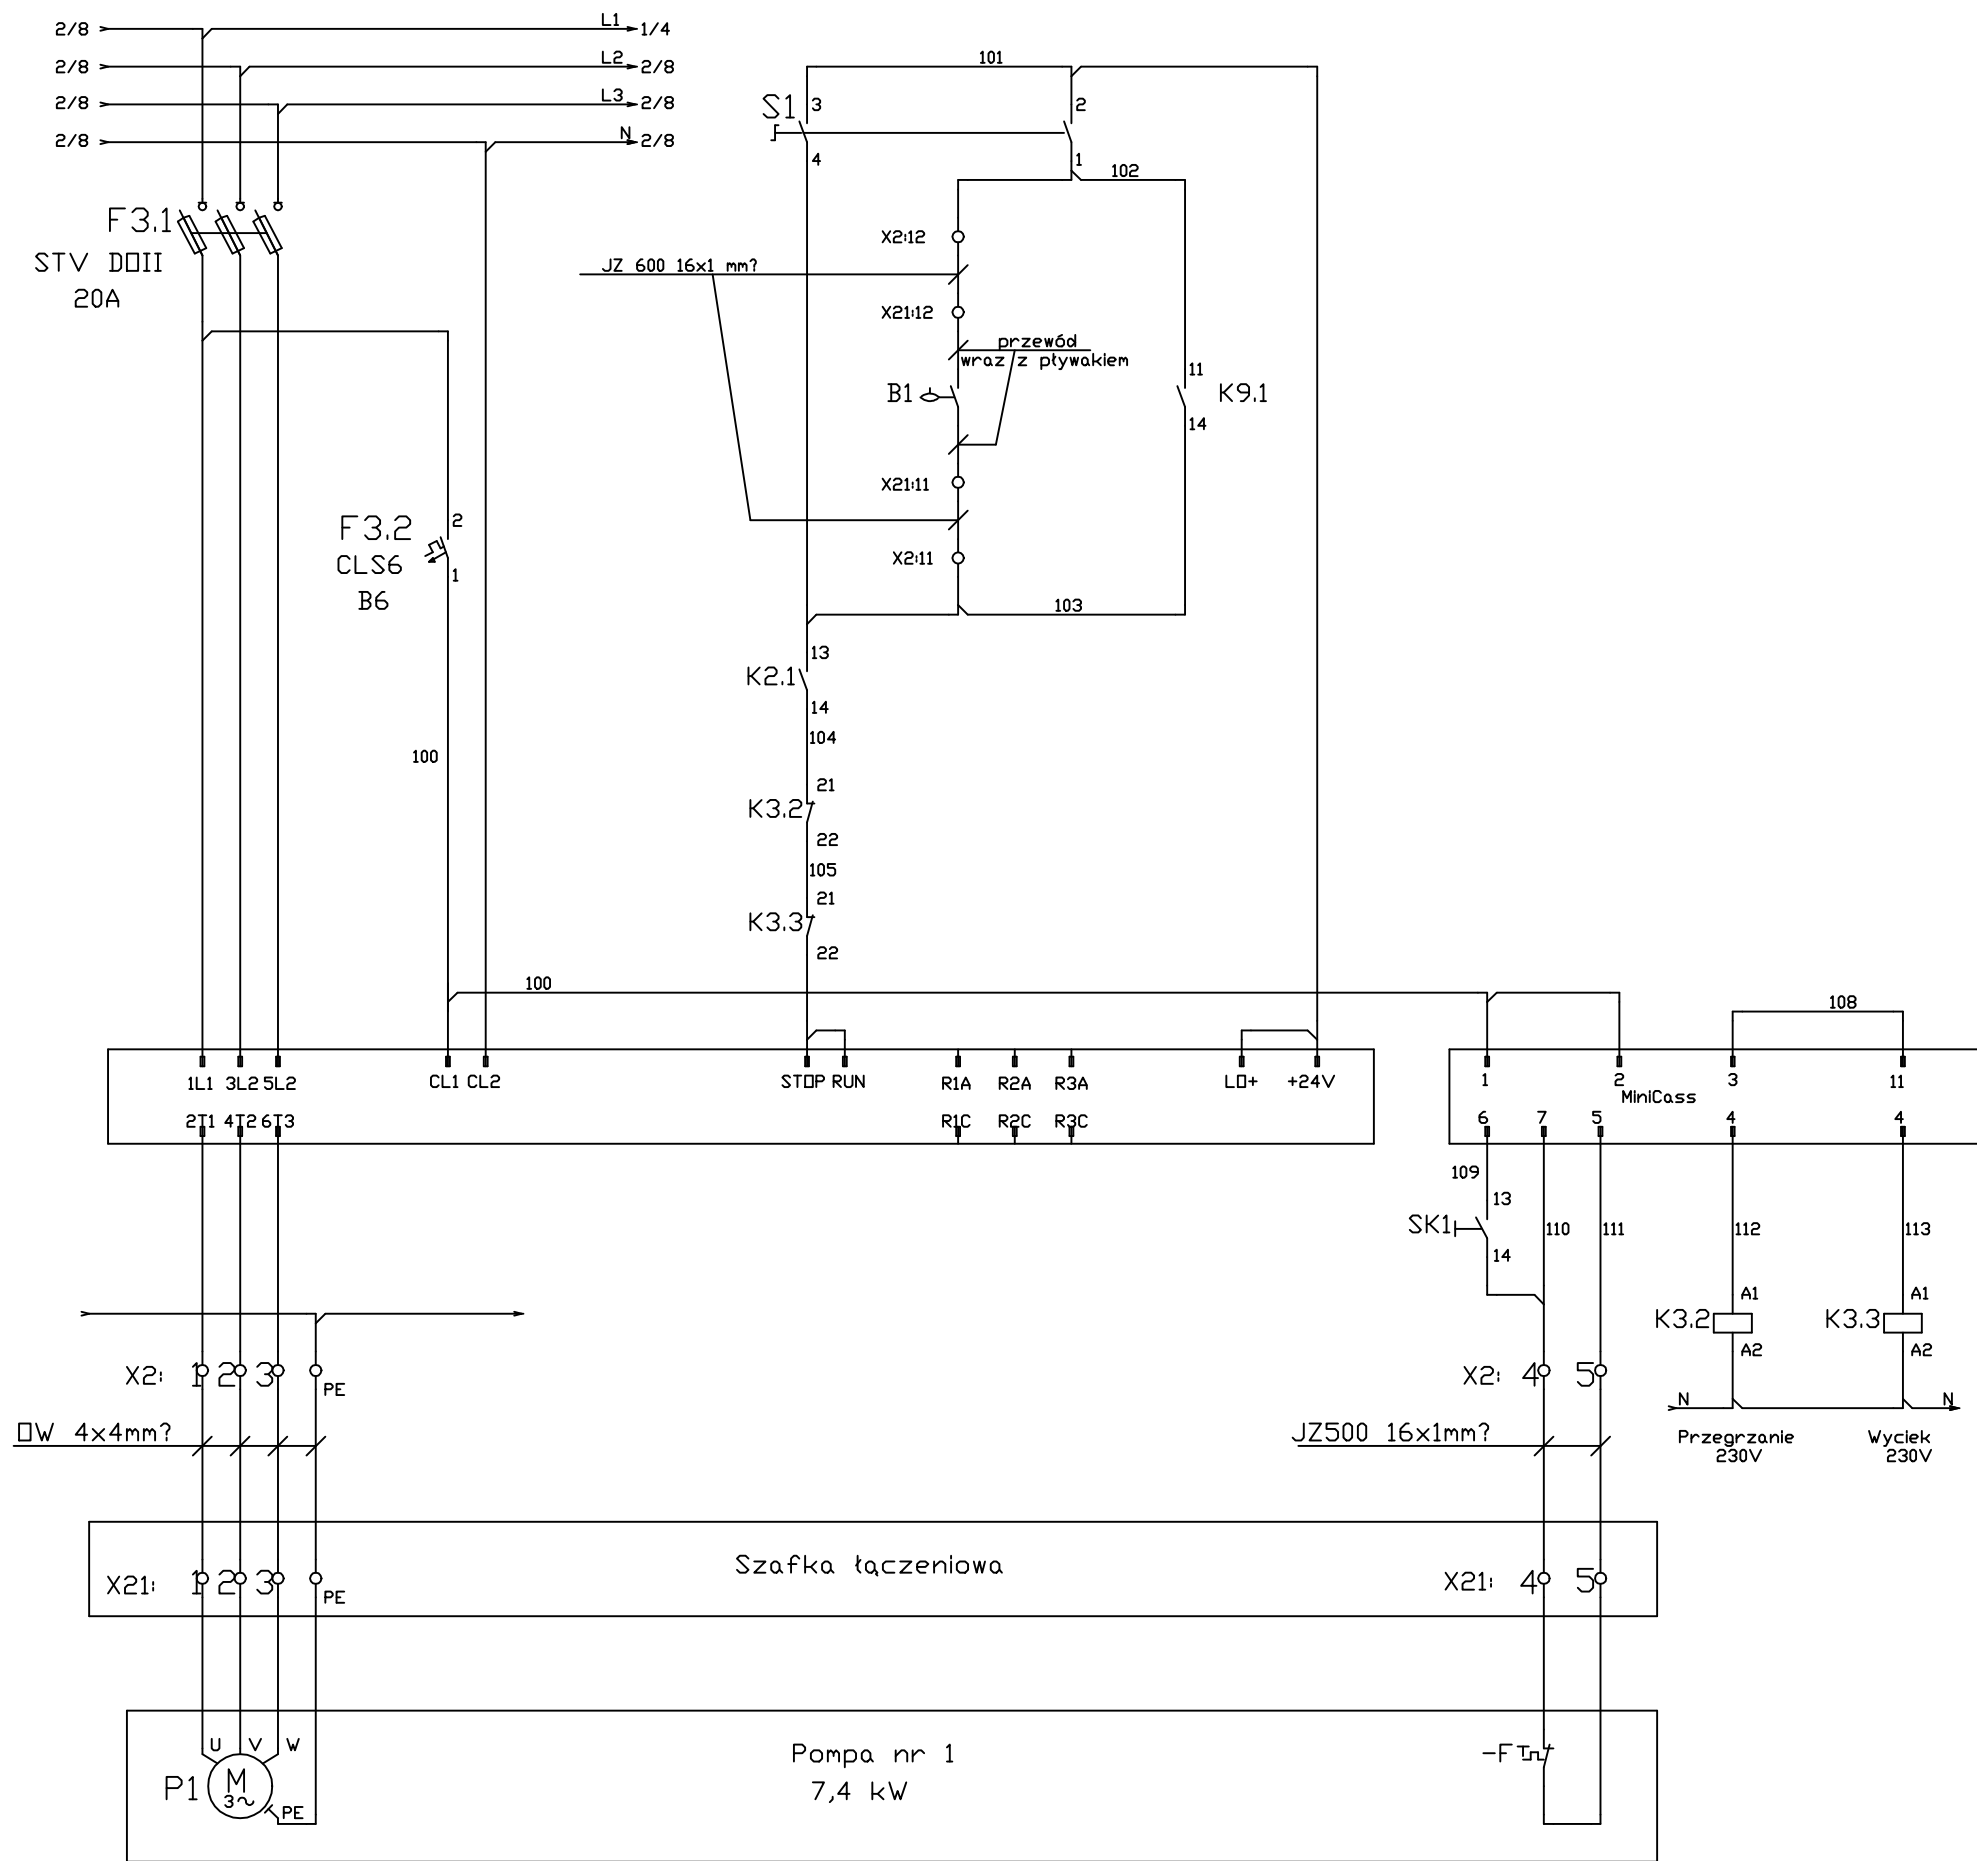 2/8 L1 1/4
2/8 L2 2/8
2/8 L3 2/8
2/8 N 2/8
101
S1 3 2
4 1
102
F3.1
STV DOII
20A
X2:12
JZ 600 16x1 mm?
X21:12
przewód
wraz z pływakiem
B1
11
K9.1
14
X21:11
F3.2 2
CLS6
1
B6
X2:11
103
13
K2.1
14
104
100
21
K3.2
22
105
21
K3.3
22
100
108
1L1 3L2 5L2 CL1 CL2 STOP RUN R1A R2A R3A LO+ +24V
2T1 4T2 6T3 R1C R2C R3C
1 2 3 11
MiniCass
6 7 5 4 4
109
13
SK1
14
110 111 112 113
A1 A1
K3.2 K3.3
A2 A2
X2: 1 2 3 PE
X2: 4 5
N N
OW 4x4mm?
JZ500 16x1mm?
Przegrzanie
230V
Wyciek
230V
Szafka łączeniowa
X21: 1 2 3 PE
X21: 4 5
U V W
Pompa nr 1
7,4 kW
P1
M
3~
PE
-FT